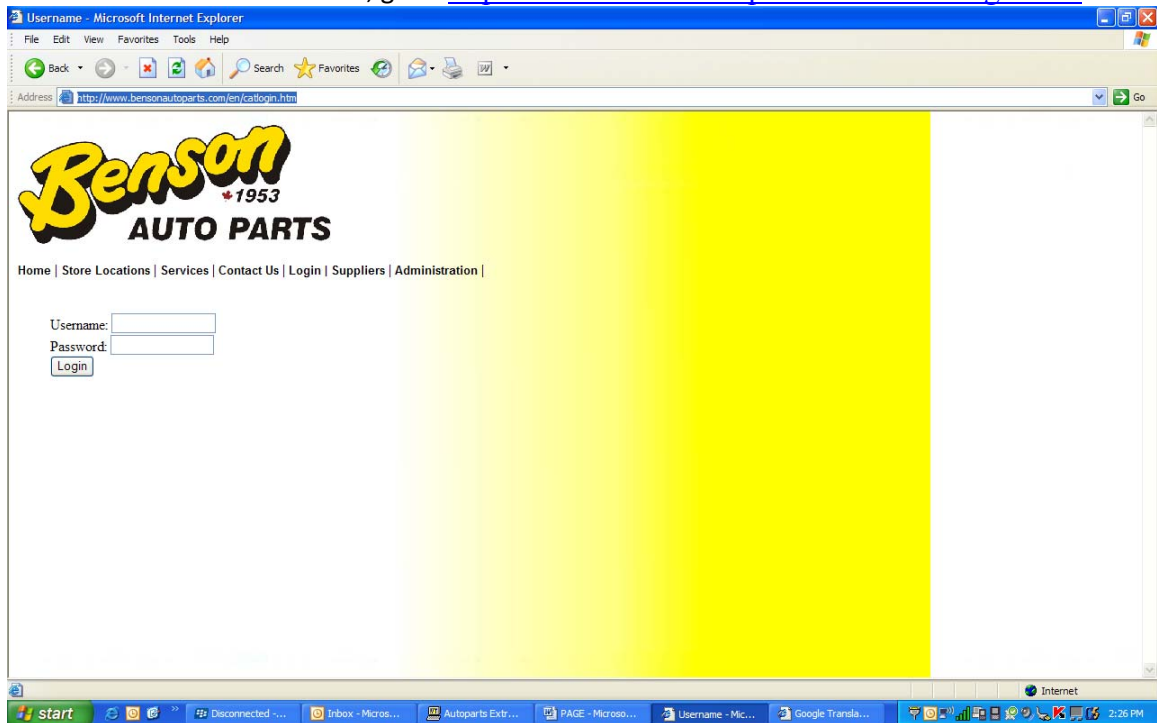 Username - Microsoft Internet Explorer
File Edit View Favorites Tools Help
Back Search Favorites
Address http://www.bensonautoparts.com/en/catlogin.htm Go
Benson
1953
AUTO PARTS
Home | Store Locations | Services | Contact Us | Login | Suppliers | Administration |
Username:
Password:
Login
Internet
start Disconnected -... Inbox - Micros... Autoparts Extr... PAGE - Microso... Username - Mic... Google Transla... 2:26 PM